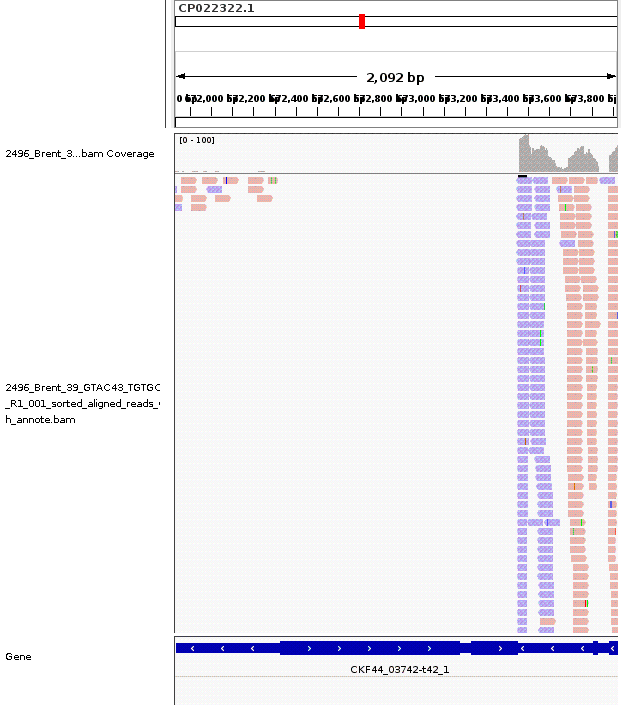 CP022322.1
2,092 bp
[0 - 100]
2496_Brent_3...bam Coverage
2496_Brent_39_GTAC43_TGTGC
_R1_001_sorted_aligned_reads_
h_annote.bam
Gene
CKF44_03742-t42_1